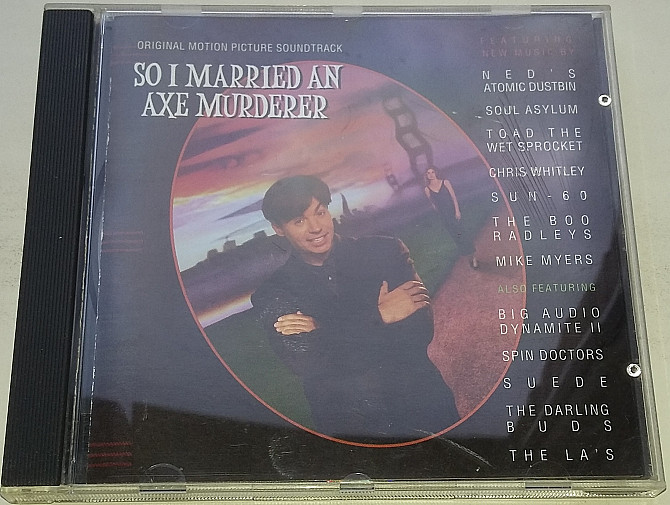 ORIGINAL MOTION PICTURE SOUNDTRACK
SO I MARRIED AN
AXE MURDERER
FEATURING
NEW MUSIC BY
NED'S
ATOMIC DUSTBIN
SOUL ASYLUM
TOAD THE
WET SPROCKET
CHRIS WHITLEY
SUN-60
THE BOO
RADLEYS
MIKE MYERS
ALSO FEATURING
BIG AUDIO
DYNAMITE II
SPIN DOCTORS
SUEDE
THE DARLING
BUDS
THE LA'S